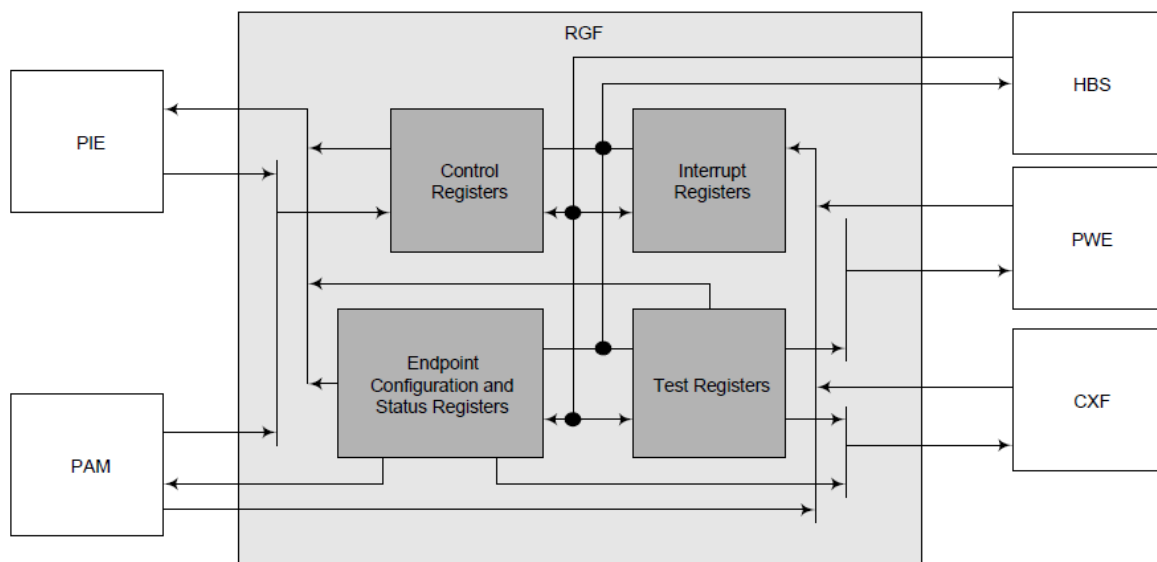 RGF
HBS
PIE
Control
Registers
Interrupt
Registers
PWE
Endpoint
Configuration and
Status Registers
Test Registers
CXF
PAM